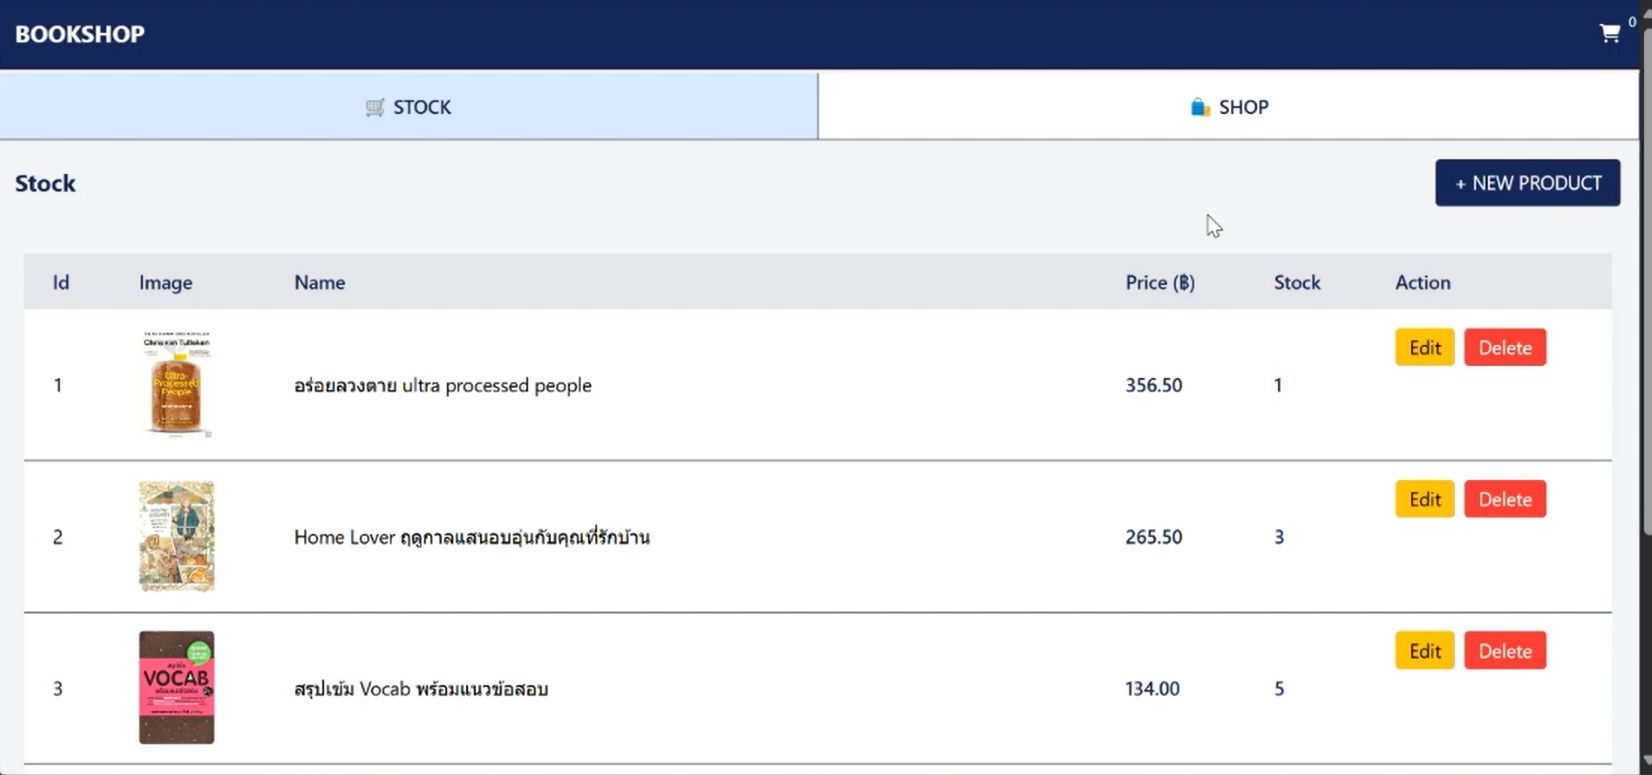 BOOKSHOP
0
STOCK
SHOP
Stock
+ NEW PRODUCT
Id Image Name Price (฿) Stock Action
Chris van Tulleken
Ultra-
Processed
People
1 อร่อยลวงตาย ultra processed people 356.50 1 Edit Delete
2 Home Lover ฤดูกาลแสนอบอุ่นกับคุณที่รักบ้าน 265.50 3 Edit Delete
VOCAB
3 สรุปเข้ม Vocab พร้อมแนวข้อสอบ 134.00 5 Edit Delete